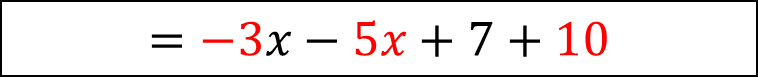 = −3x − 5x + 7 + 10